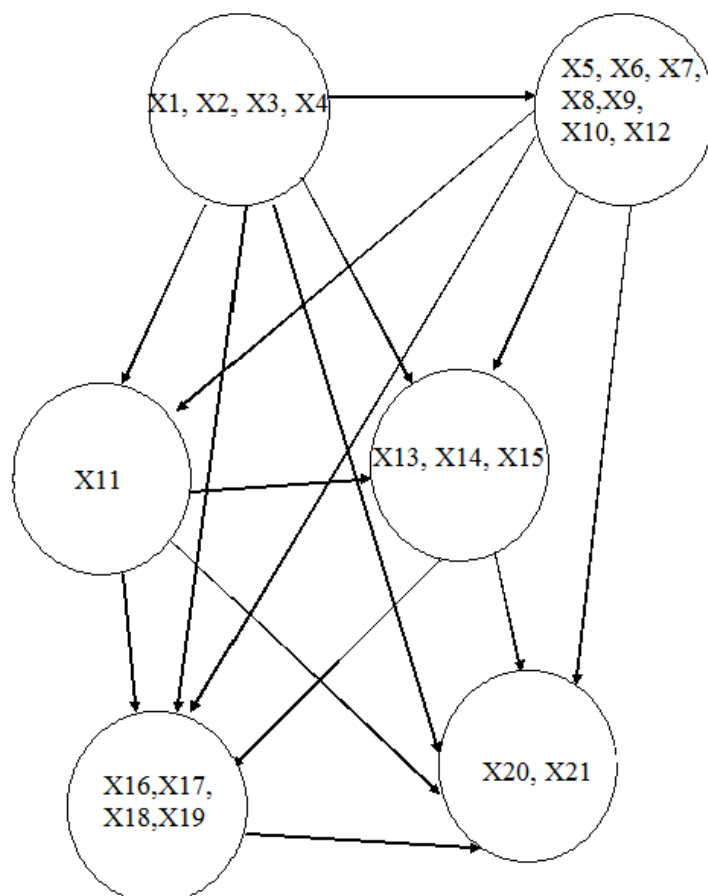 X1, X2, X3, X4
X5, X6, X7,
X8,X9,
X10, X12
X11
X13, X14, X15
X16,X17,
X18,X19
X20, X21